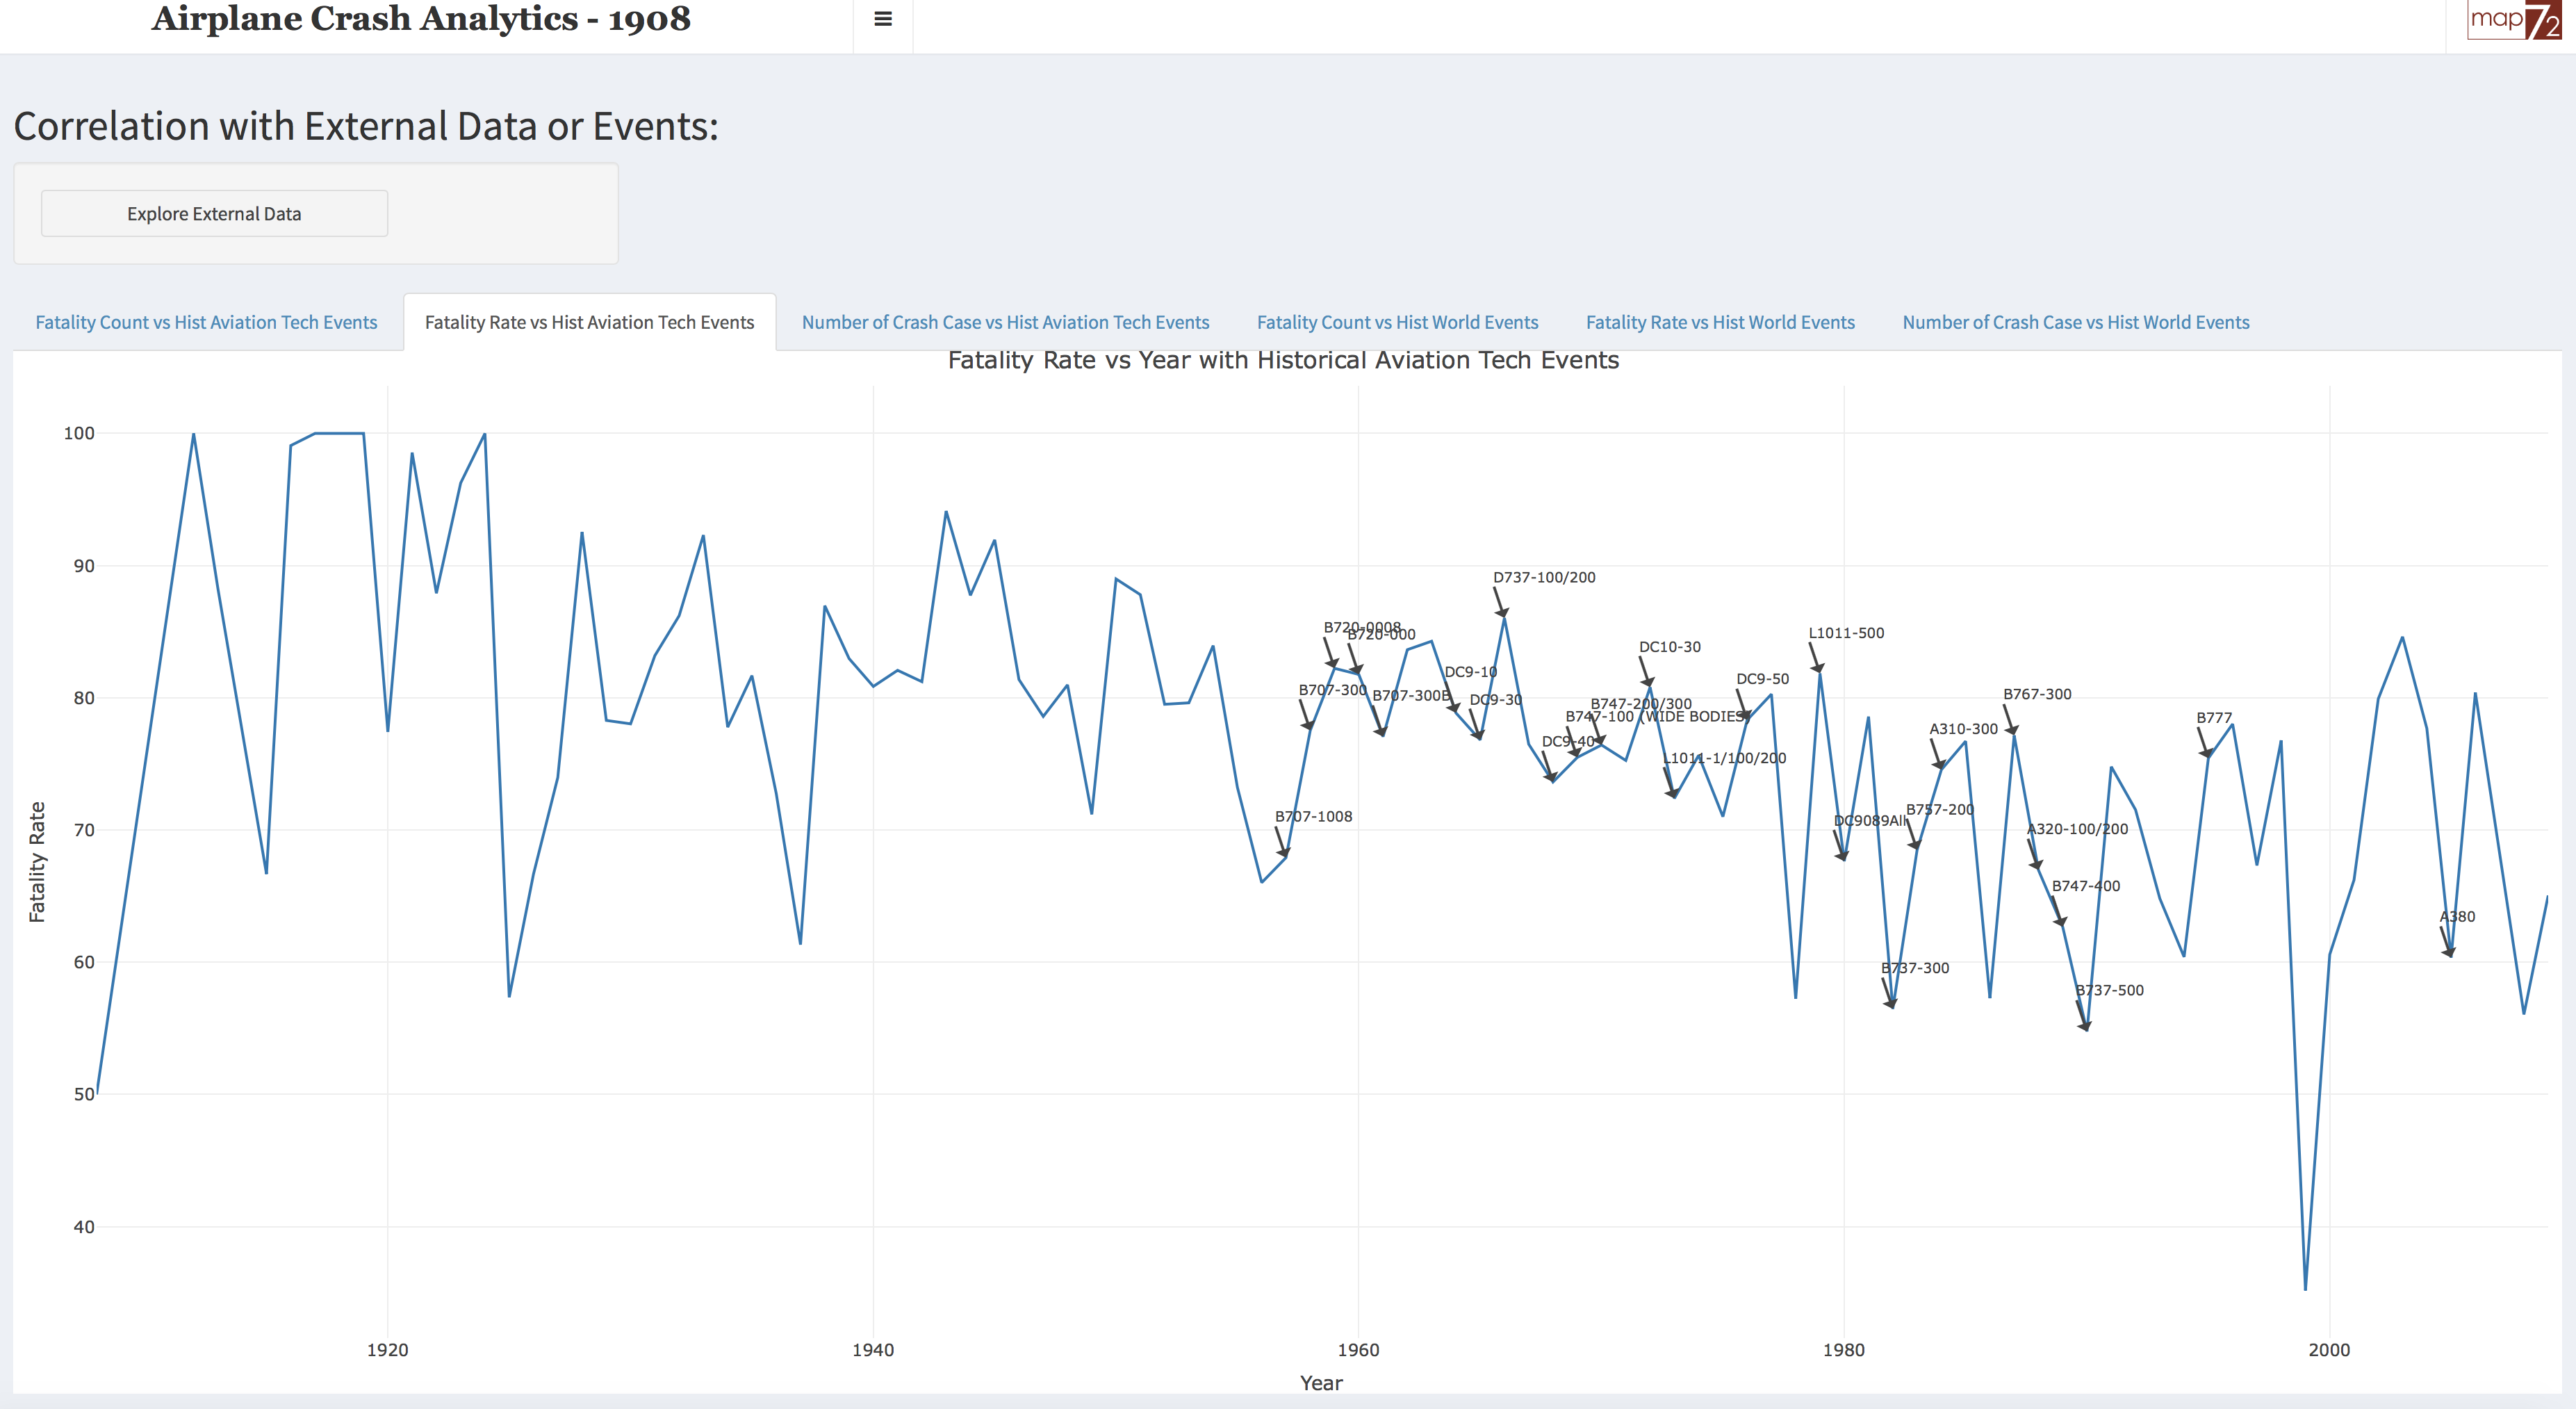 Airplane Crash Analytics - 1908
map72
Correlation with External Data or Events:
Explore External Data
Fatality Count vs Hist Aviation Tech Events
Fatality Rate vs Hist Aviation Tech Events
Number of Crash Case vs Hist Aviation Tech Events
Fatality Count vs Hist World Events
Fatality Rate vs Hist World Events
Number of Crash Case vs Hist World Events
Fatality Rate vs Year with Historical Aviation Tech Events
100
90
80
70
60
50
40
Fatality Rate
B707-1008
B707-300
B720-0008
B720-000
B707-300B
DC9-10
DC9-30
D737-100/200
DC9-40
B747-100 (WIDE BODIES)
B747-200/300
DC10-30
L1011-1/100/200
DC9-50
L1011-500
DC9089All
B737-300
B757-200
A310-300
B767-300
A320-100/200
B747-400
B737-500
B777
A380
1920
1940
1960
1980
2000
Year